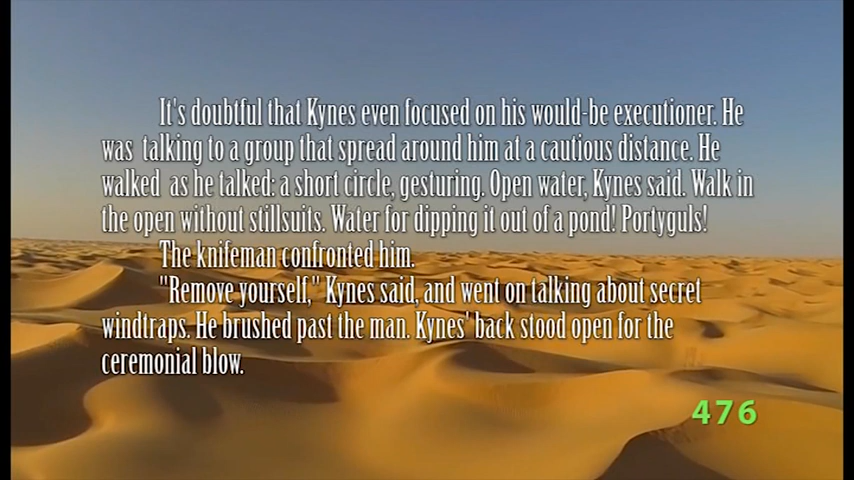 It's doubtful that Kynes even focused on his would-be executioner. He
was talking to a group that spread around him at a cautious distance. He
walked as he talked: a short circle, gesturing. Open water, Kynes said. Walk in
the open without stillsuits. Water for dipping it out of a pond! Portyguls!
The knifeman confronted him.
"Remove yourself," Kynes said, and went on talking about secret
windtraps. He brushed past the man. Kynes' back stood open for the
ceremonial blow.
476